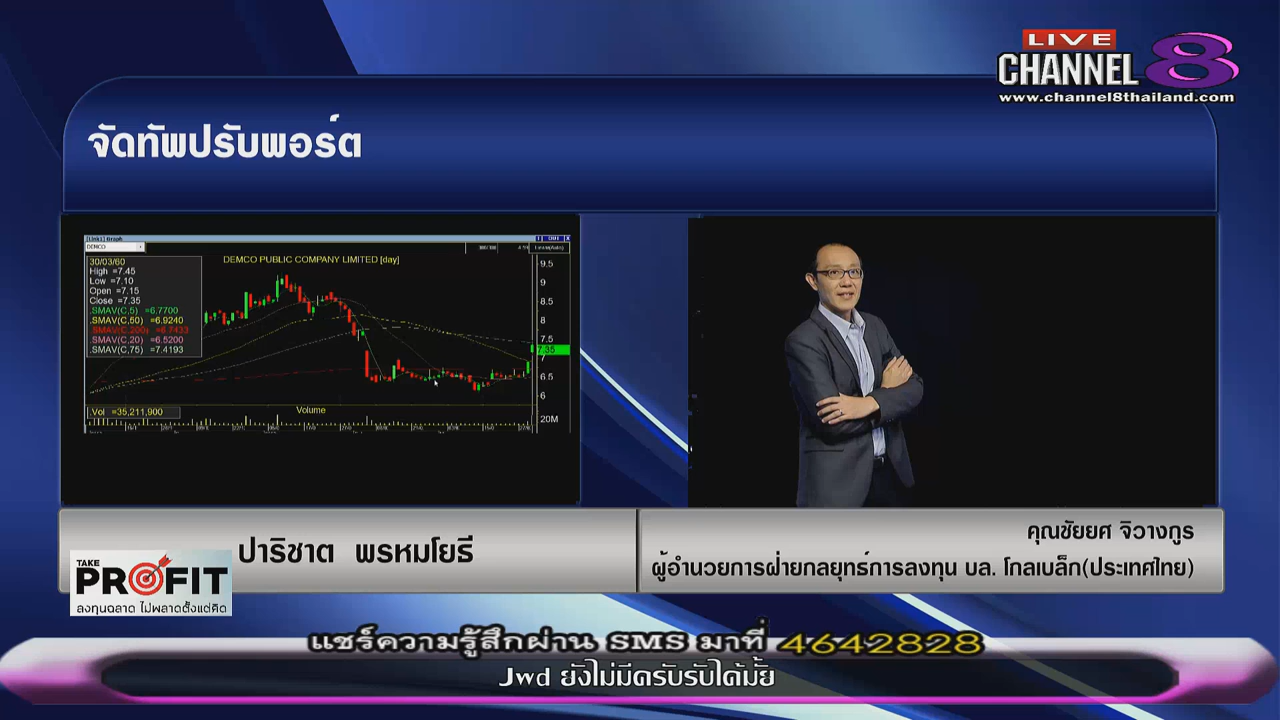 LIVE
CHANNEL 8
www.channel8thailand.com
จัดทัพปรับพอร์ต
[Link1] Graph
DEMCO
DEMCO PUBLIC COMPANY LIMITED [day]
30/03/60
High =7.45
Low =7.10
Open =7.15
Close =7.35
.SMAV(C,5) =6.7700
.SMAV(C,50) =6.9240
.SMAV(C,200) =6.7433
.SMAV(C,20) =6.5200
.SMAV(C,75) =7.4193
9.5
9
8.5
8
7.5
7.35
7
6.5
6
.Vol =35,211,900
Volume
20M
ปาริชาต พรหมโยธี
คุณชัยยศ จิวางกูร
ผู้อำนวยการฝ่ายกลยุทธ์การลงทุน บล. โกลเบล็ก(ประเทศไทย)
TAKE
PROFIT
ลงทุนฉลาด ไม่พลาดตั้งแต่คิด
แชร์ความรู้สึกผ่าน SMS มาที่ 4642828
Jwd ยังไม่มีครับรับได้มั้ย